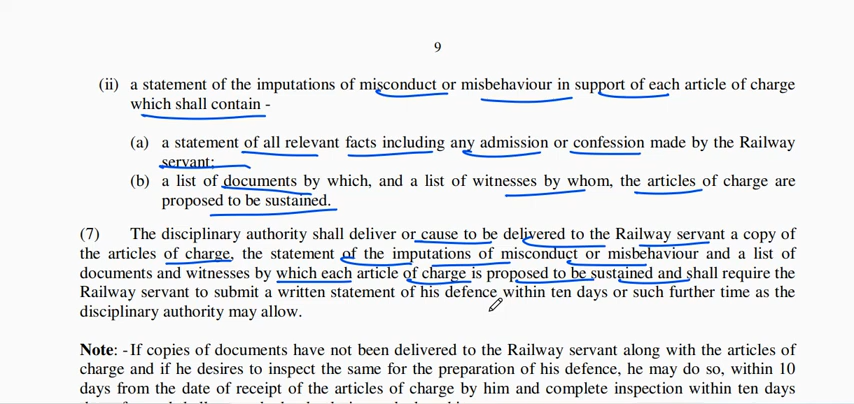 9
(ii) a statement of the imputations of misconduct or misbehaviour in support of each article of charge
which shall contain -
(a) a statement of all relevant facts including any admission or confession made by the Railway
servant;
(b) a list of documents by which, and a list of witnesses by whom, the articles of charge are
proposed to be sustained.
(7) The disciplinary authority shall deliver or cause to be delivered to the Railway servant a copy of
the articles of charge, the statement of the imputations of misconduct or misbehaviour and a list of
documents and witnesses by which each article of charge is proposed to be sustained and shall require the
Railway servant to submit a written statement of his defence within ten days or such further time as the
disciplinary authority may allow.
Note: -If copies of documents have not been delivered to the Railway servant along with the articles of
charge and if he desires to inspect the same for the preparation of his defence, he may do so, within 10
days from the date of receipt of the articles of charge by him and complete inspection within ten days